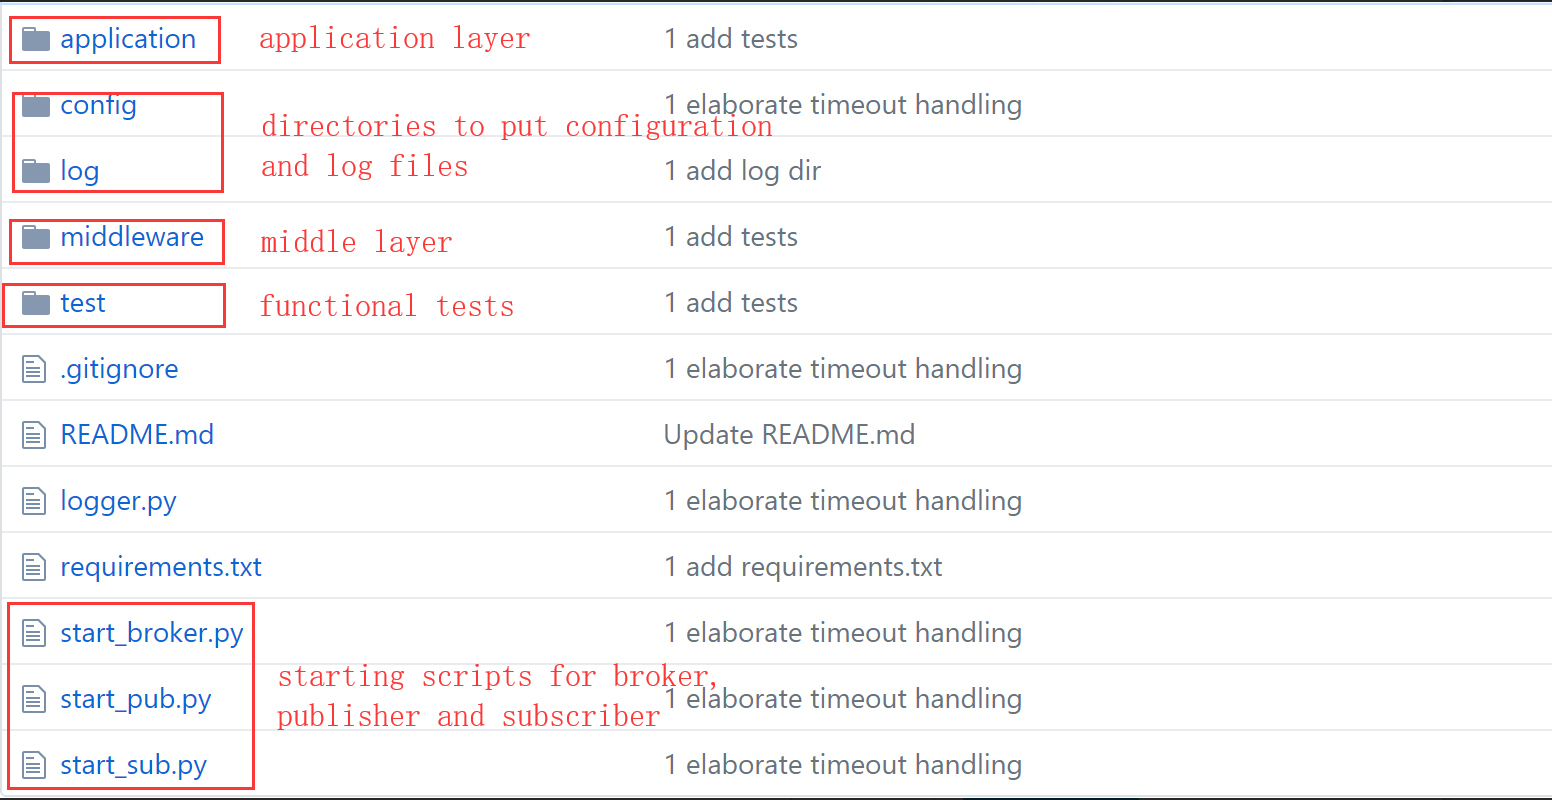 application application layer 1 add tests
config 1 elaborate timeout handling
directories to put configuration
and log files
log 1 add log dir
middleware middle layer 1 add tests
test functional tests 1 add tests
.gitignore 1 elaborate timeout handling
README.md Update README.md
logger.py 1 elaborate timeout handling
requirements.txt 1 add requirements.txt
start_broker.py 1 elaborate timeout handling
starting scripts for broker,
start_pub.py 1 elaborate timeout handling
publisher and subscriber
start_sub.py 1 elaborate timeout handling